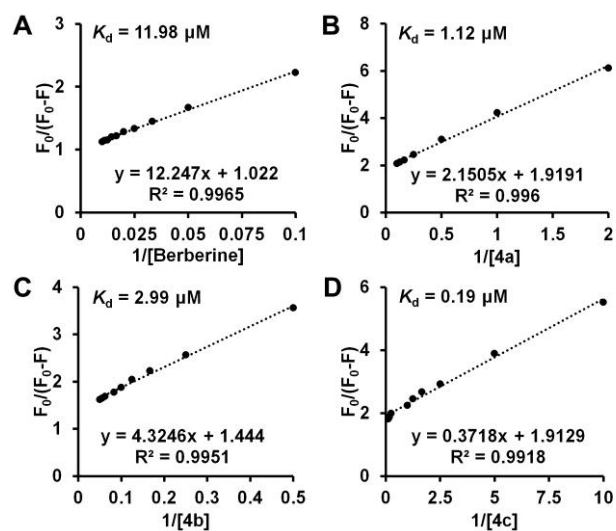 A
K_d = 11.98 µM
F₀/(F₀-F)
3
2
1
0
y = 12.247x + 1.022
R² = 0.9965
0 0.025 0.05 0.075 0.1
1/[Berberine]
B
K_d = 1.12 µM
F₀/(F₀-F)
8
6
4
2
0
y = 2.1505x + 1.9191
R² = 0.996
0 0.5 1 1.5 2
1/[4a]
C
K_d = 2.99 µM
F₀/(F₀-F)
4
3
2
1
0
y = 4.3246x + 1.444
R² = 0.9951
0 0.1 0.2 0.3 0.4 0.5
1/[4b]
D
K_d = 0.19 µM
F₀/(F₀-F)
6
4
2
0
y = 0.3718x + 1.9129
R² = 0.9918
0 2.5 5 7.5 10
1/[4c]